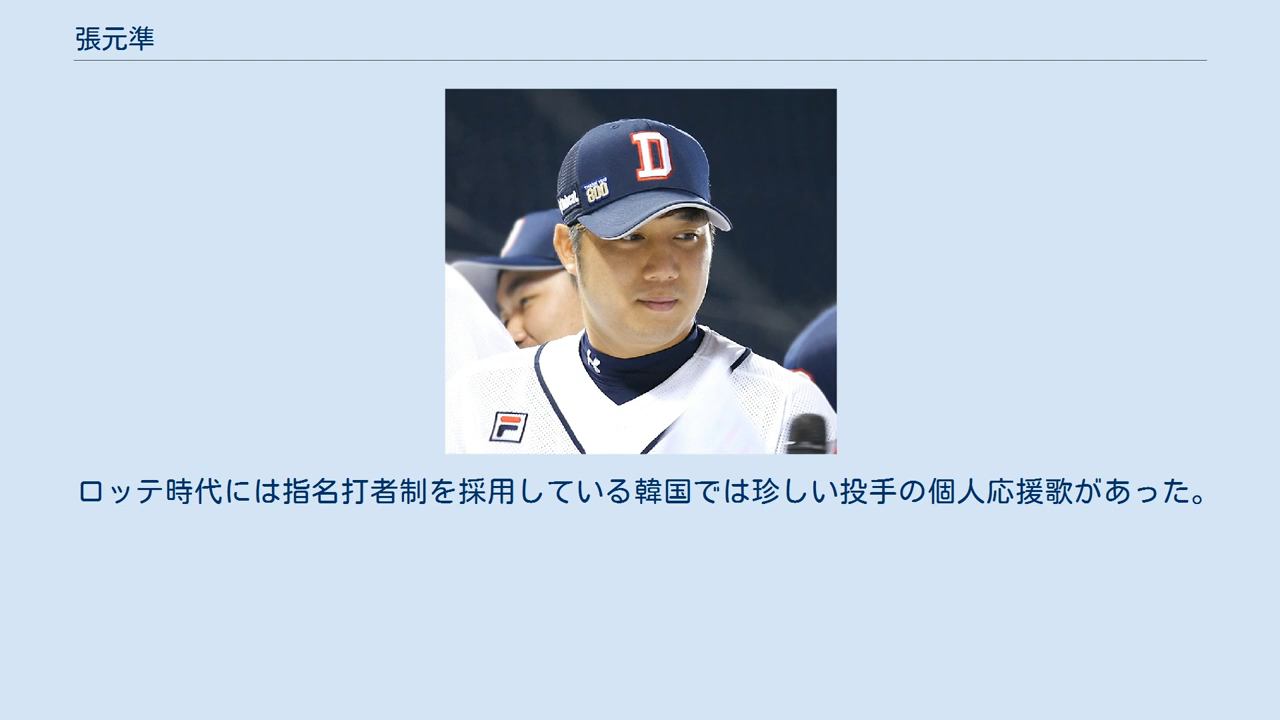 張元準
D
800
ロッテ時代には指名打者制を採用している韓国では珍しい投手の個人応援歌があった。